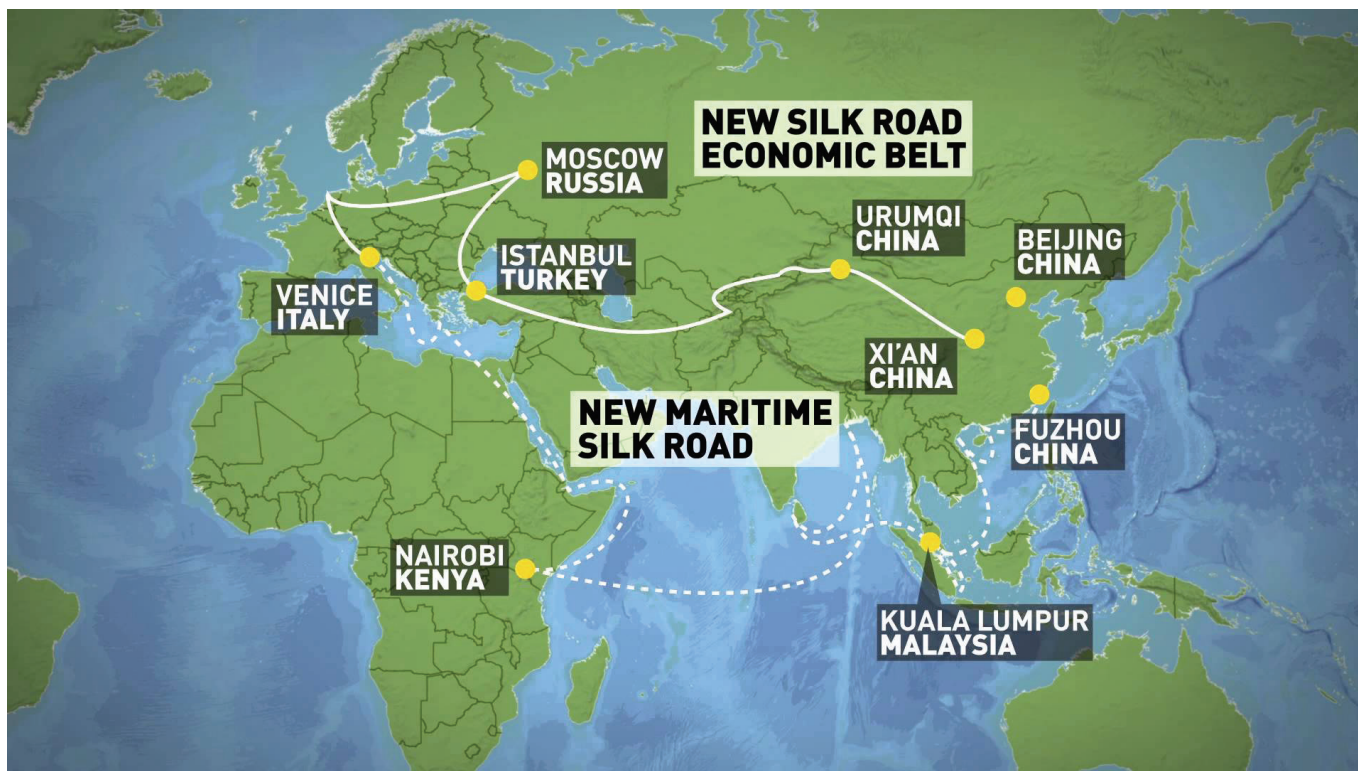 NEW SILK ROAD
ECONOMIC BELT
MOSCOW
RUSSIA
URUMQI
CHINA
BEIJING
CHINA
ISTANBUL
TURKEY
VENICE
ITALY
XI'AN
CHINA
NEW MARITIME
SILK ROAD
FUZHOU
CHINA
NAIROBI
KENYA
KUALA LUMPUR
MALAYSIA